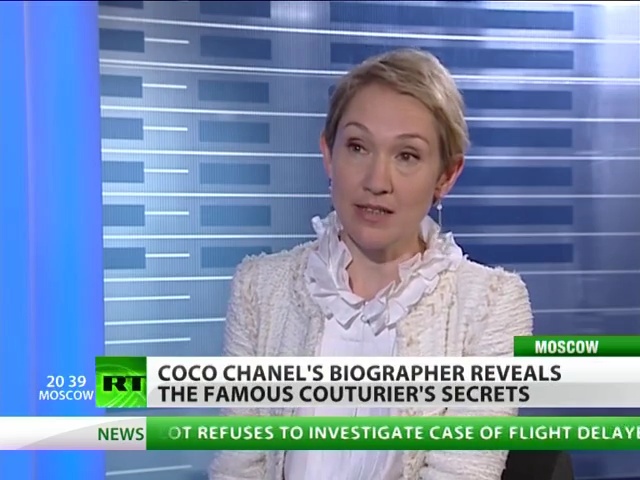 MOSCOW
20 39
MOSCOW
RT
COCO CHANEL'S BIOGRAPHER REVEALS
THE FAMOUS COUTURIER'S SECRETS
NEWS
OT REFUSES TO INVESTIGATE CASE OF FLIGHT DELAYE